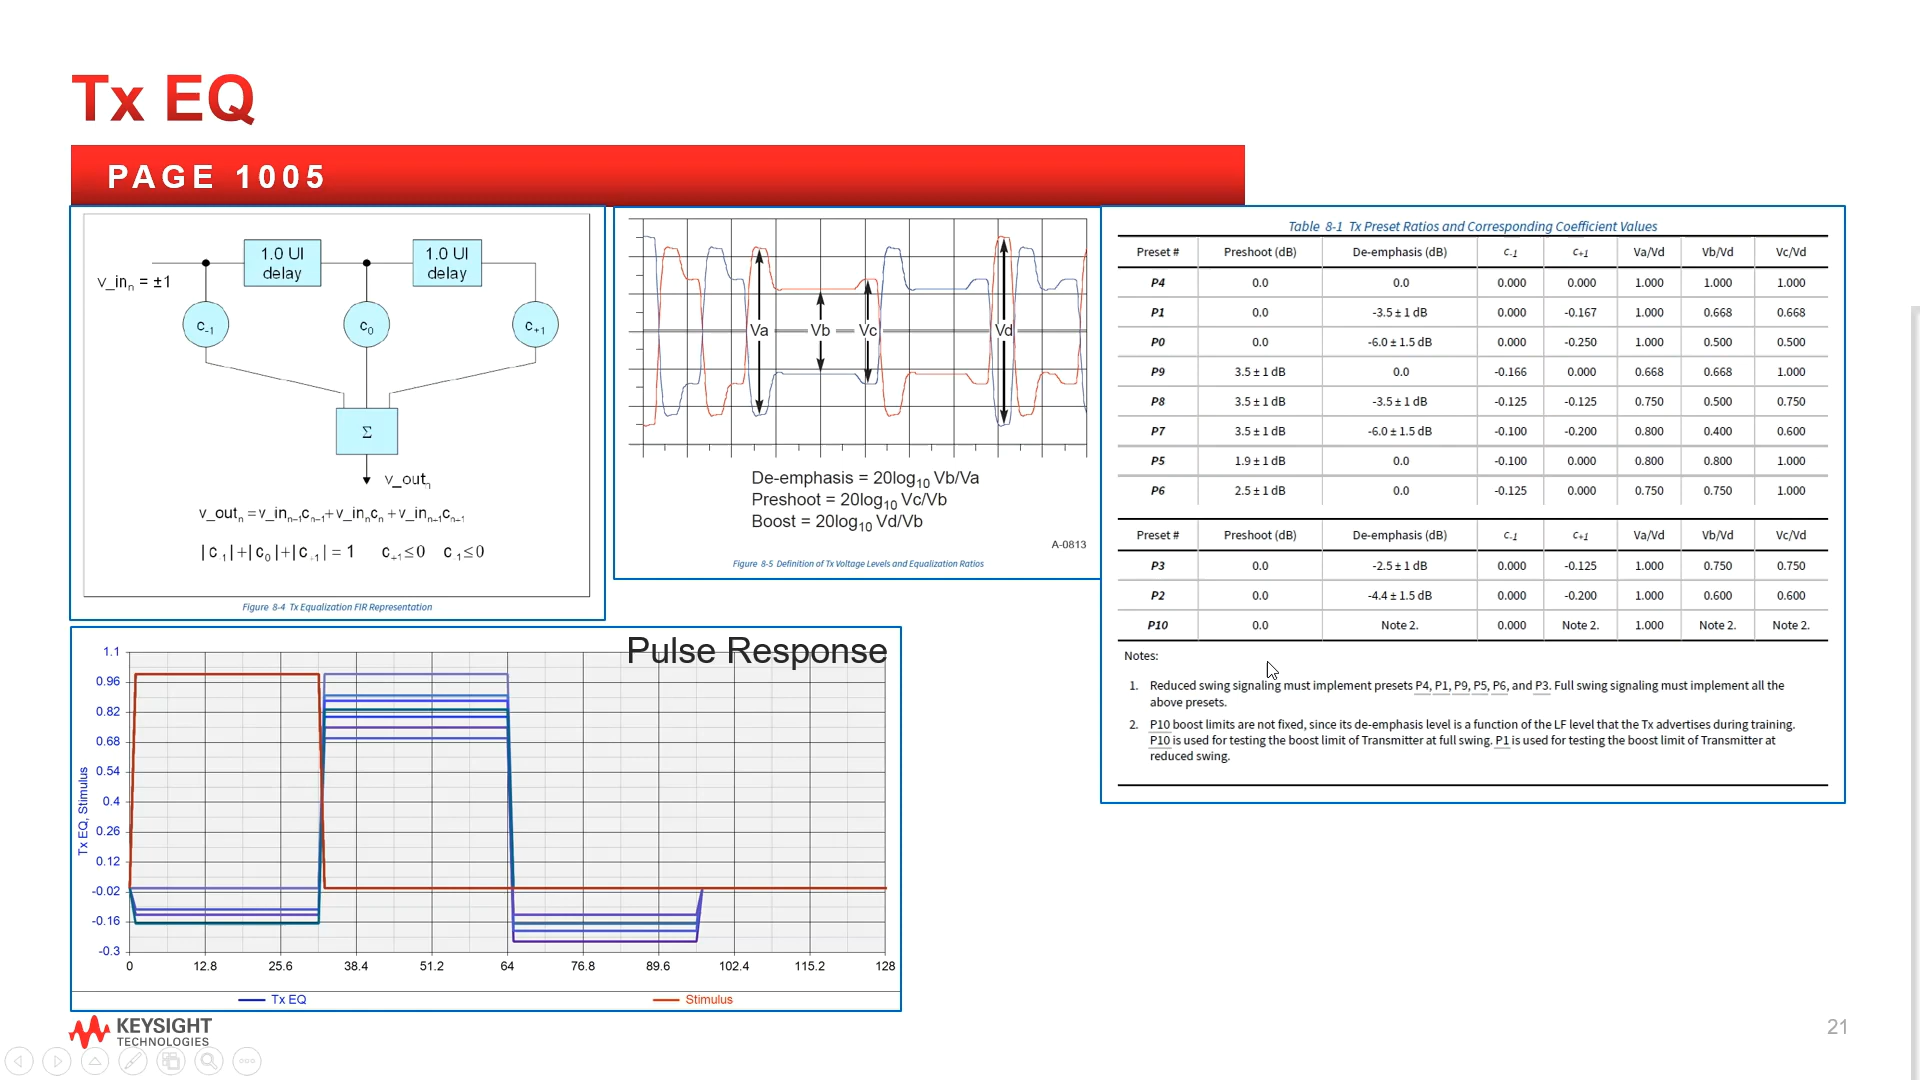 Tx EQ
PAGE 1005
1.0 UI delay
1.0 UI delay
v_inₙ = ±1
c₋₁
c₀
c₊₁
Σ
v_outₙ
v_outₙ = v_inₙ₋₁cₙ₋₁ + v_inₙcₙ + v_inₙ₊₁cₙ₊₁
|c₋₁|+|c₀|+|c₊₁| = 1 c₊₁≤0 c₋₁≤0
Figure 8-4 Tx Equalization FIR Representation
Va Vb Vc Vd
De-emphasis = 20log₁₀ Vb/Va
Preshoot = 20log₁₀ Vc/Vb
Boost = 20log₁₀ Vd/Vb
A-0813
Figure 8-5 Definition of Tx Voltage Levels and Equalization Ratios
Table 8-1 Tx Preset Ratios and Corresponding Coefficient Values
Preset # Preshoot (dB) De-emphasis (dB) c₋₁ c₊₁ Va/Vd Vb/Vd Vc/Vd
P4 0.0 0.0 0.000 0.000 1.000 1.000 1.000
P1 0.0 -3.5 ± 1 dB 0.000 -0.167 1.000 0.668 0.668
P0 0.0 -6.0 ± 1.5 dB 0.000 -0.250 1.000 0.500 0.500
P9 3.5 ± 1 dB 0.0 -0.166 0.000 0.668 0.668 1.000
P8 3.5 ± 1 dB -3.5 ± 1 dB -0.125 -0.125 0.750 0.500 0.750
P7 3.5 ± 1 dB -6.0 ± 1.5 dB -0.100 -0.200 0.800 0.400 0.600
P5 1.9 ± 1 dB 0.0 -0.100 0.000 0.800 0.800 1.000
P6 2.5 ± 1 dB 0.0 -0.125 0.000 0.750 0.750 1.000
Preset # Preshoot (dB) De-emphasis (dB) c₋₁ c₊₁ Va/Vd Vb/Vd Vc/Vd
P3 0.0 -2.5 ± 1 dB 0.000 -0.125 1.000 0.750 0.750
P2 0.0 -4.4 ± 1.5 dB 0.000 -0.200 1.000 0.600 0.600
P10 0.0 Note 2. 0.000 Note 2. 1.000 Note 2. Note 2.
Notes:
1. Reduced swing signaling must implement presets P4, P1, P9, P5, P6, and P3. Full swing signaling must implement all the
above presets.
2. P10 boost limits are not fixed, since its de-emphasis level is a function of the LF level that the Tx advertises during training.
P10 is used for testing the boost limit of Transmitter at full swing. P1 is used for testing the boost limit of Transmitter at
reduced swing.
Pulse Response
Tx EQ, Stimulus
1.1
0.96
0.82
0.68
0.54
0.4
0.26
0.12
-0.02
-0.16
-0.3
0 12.8 25.6 38.4 51.2 64 76.8 89.6 102.4 115.2 128
Tx EQ Stimulus
KEYSIGHT
TECHNOLOGIES
21